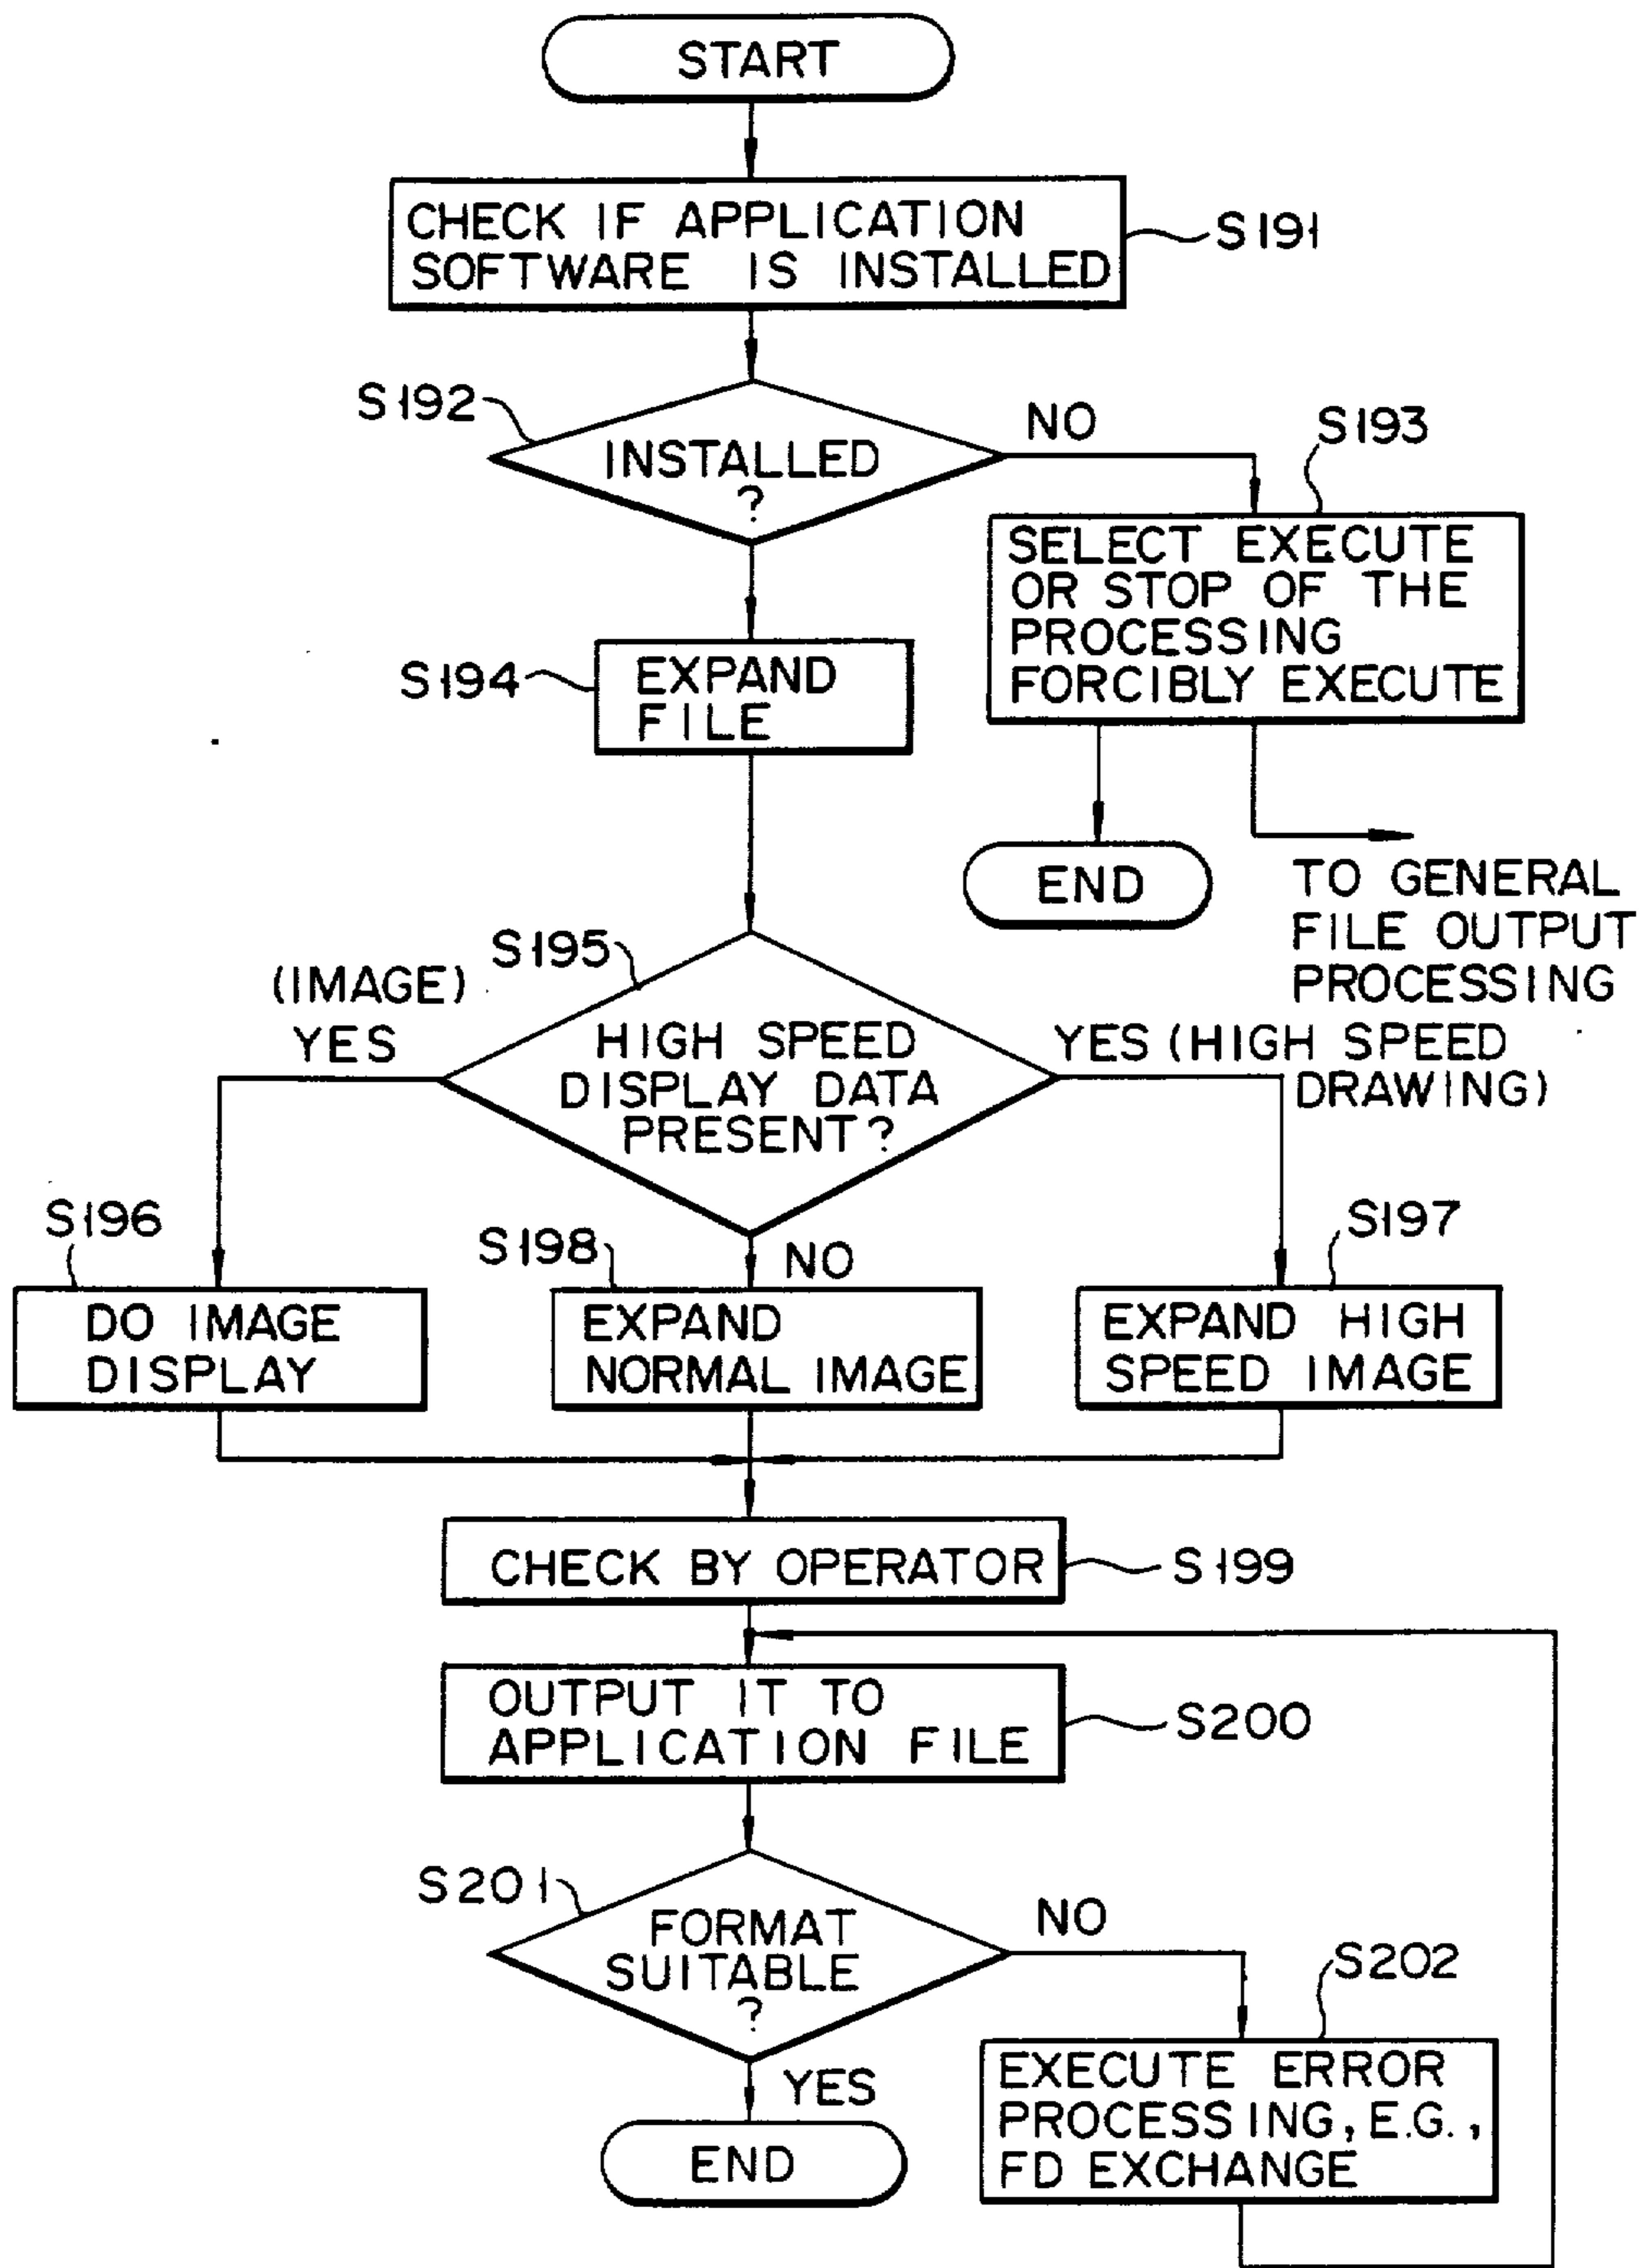 START
CHECK IF APPLICATION
SOFTWARE IS INSTALLED
S191
S192
INSTALLED
?
NO
S193
SELECT EXECUTE
OR STOP OF THE
PROCESSING
FORCIBLY EXECUTE
S194
EXPAND
FILE
END
TO GENERAL
FILE OUTPUT
PROCESSING
S195
(IMAGE)
YES
HIGH SPEED
DISPLAY DATA
PRESENT?
YES (HIGH SPEED
DRAWING)
S196
DO IMAGE
DISPLAY
S198
NO
EXPAND
NORMAL IMAGE
S197
EXPAND HIGH
SPEED IMAGE
CHECK BY OPERATOR
S199
OUTPUT IT TO
APPLICATION FILE
S200
S201
FORMAT
SUITABLE
?
NO
YES
END
S202
EXECUTE ERROR
PROCESSING, E.G.,
FD EXCHANGE